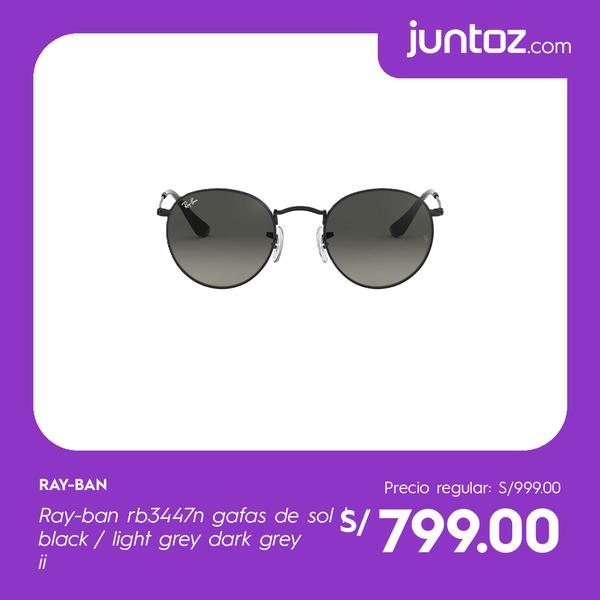 juntoz.com
Ray-Ban
RAY-BAN
Precio regular: S/999.00
Ray-ban rb3447n gafas de sol
black / light grey dark grey
ii
S/ 799.00